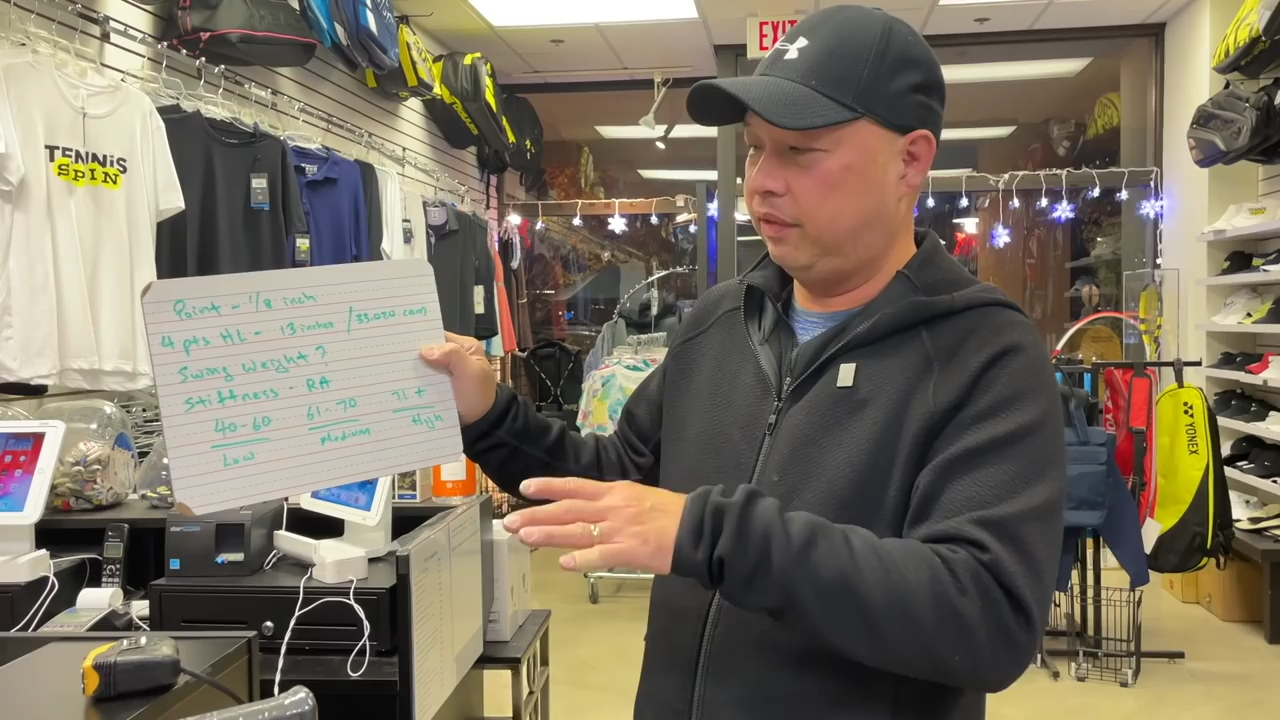 EXIT
TENNIS
SPIN
Point - 1/8 inch
4 pts HL - 13 inches / 33.020 cm
Swing Weight?
Stiffness - RA
40-60 61-70 71+
Low Medium High
YONEX